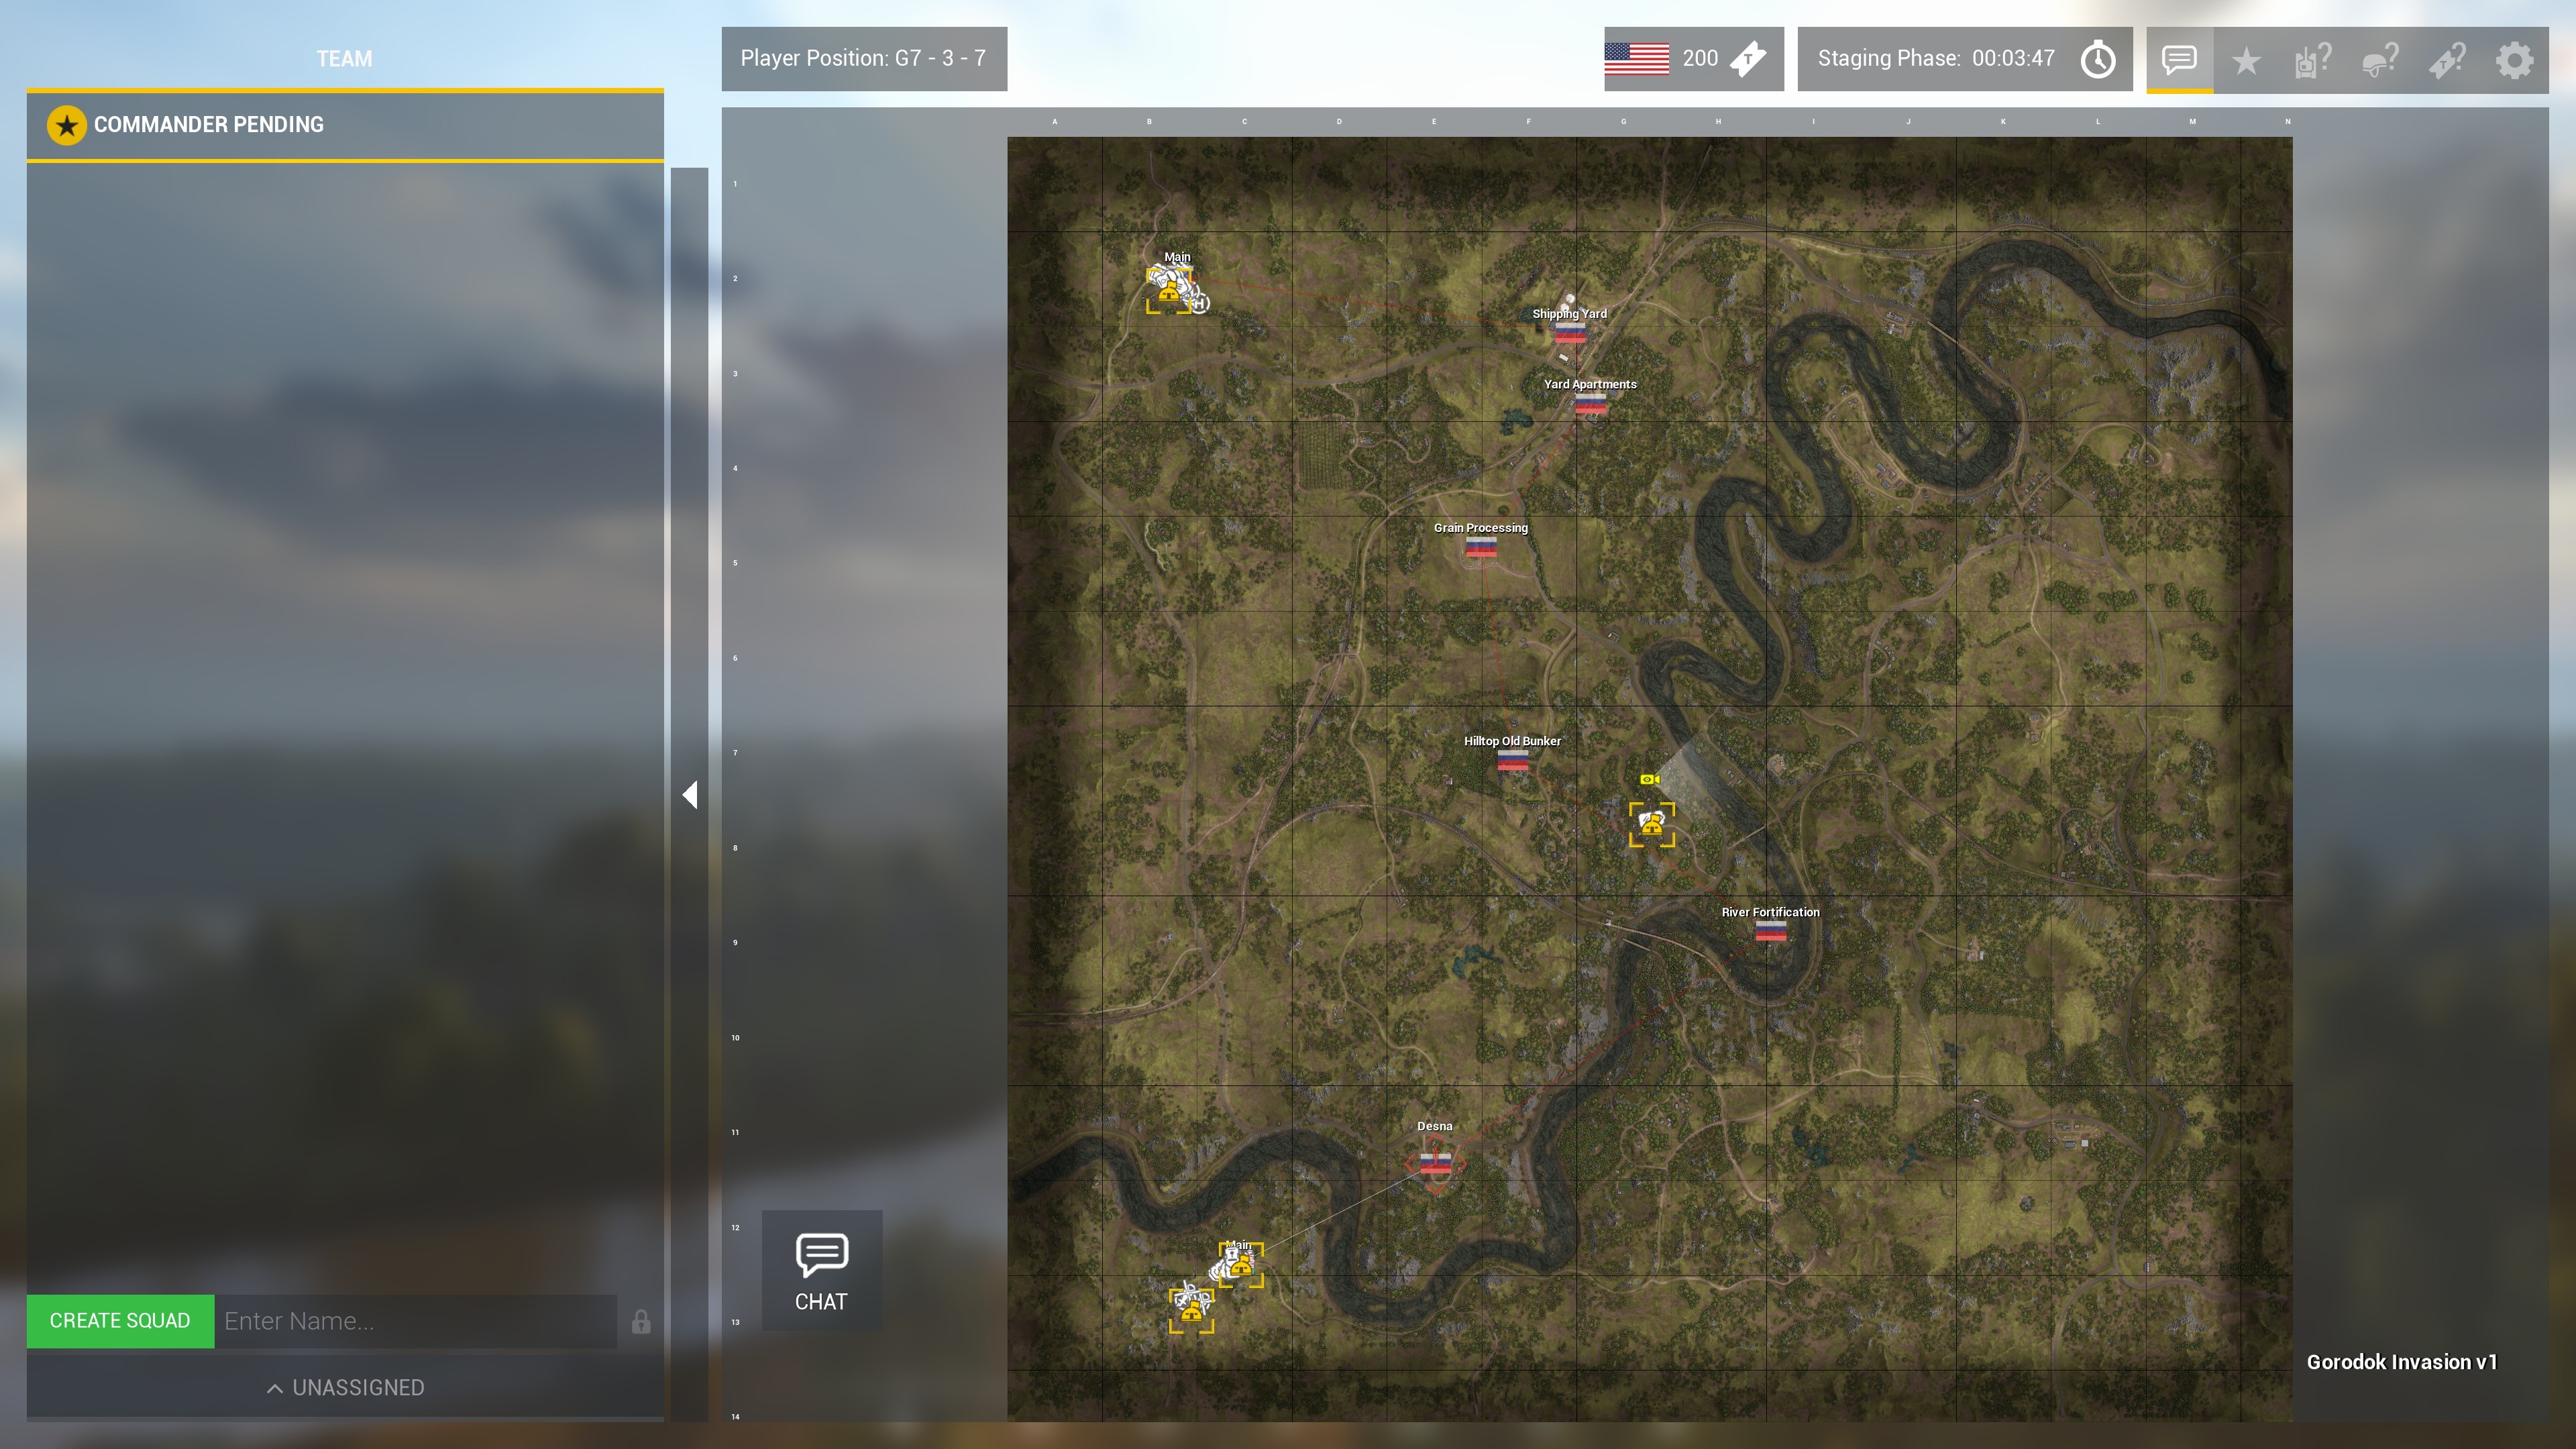 TEAM
Player Position: G7 - 3 - 7
200
T
Staging Phase: 00:03:47
COMMANDER PENDING
A B C D E F G H I J K L M N
1
2
3
4
5
6
7
8
9
10
11
12
13
14
Main
H
Shipping Yard
Yard Apartments
Grain Processing
Hilltop Old Bunker
River Fortification
Desna
Main
CHAT
CREATE SQUAD
Enter Name...
UNASSIGNED
Gorodok Invasion v1